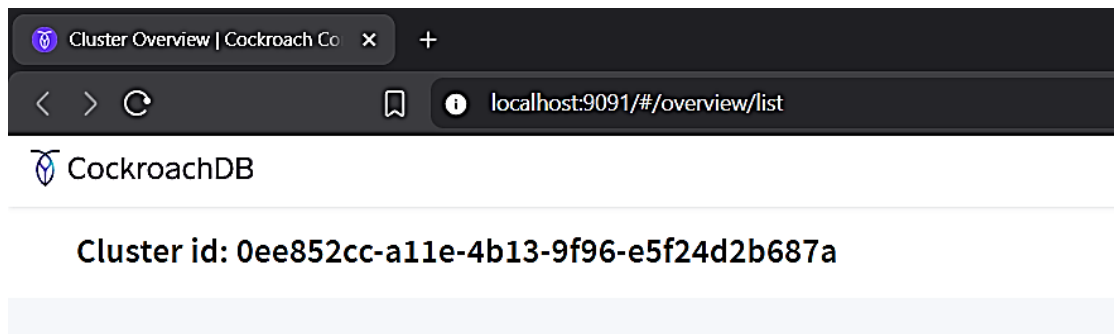 Cluster Overview | Cockroach Co
localhost:9091/#/overview/list
CockroachDB
Cluster id: 0ee852cc-a11e-4b13-9f96-e5f24d2b687a